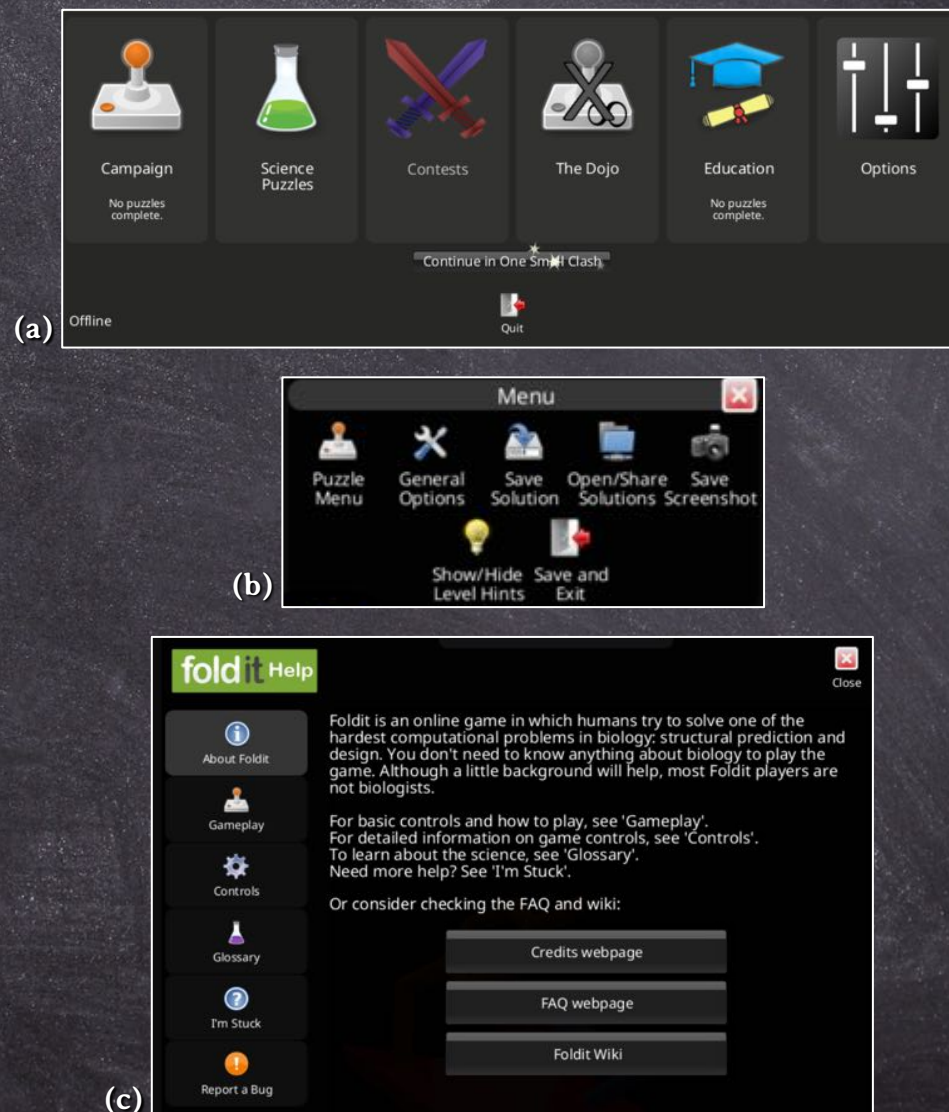 Campaign
No puzzles
complete.
Science
Puzzles
Contests
The Dojo
Education
No puzzles
complete.
Options
Continue in One Small Clash
Offline
Quit
(a)
Menu
Puzzle
Menu
General
Options
Save
Solution
Open/Share
Solutions
Save
Screenshot
Show/Hide
Level Hints
Save and
Exit
(b)
foldit Help
Close
About Foldit
Gameplay
Controls
Glossary
I'm Stuck
Report a Bug
Foldit is an online game in which humans try to solve one of the
hardest computational problems in biology: structural prediction and
design. You don't need to know anything about biology to play the
game. Although a little background will help, most Foldit players are
not biologists.
For basic controls and how to play, see 'Gameplay'.
For detailed information on game controls, see 'Controls'.
To learn about the science, see 'Glossary'.
Need more help? See 'I'm Stuck'.
Or consider checking the FAQ and wiki:
Credits webpage
FAQ webpage
Foldit Wiki
(c)